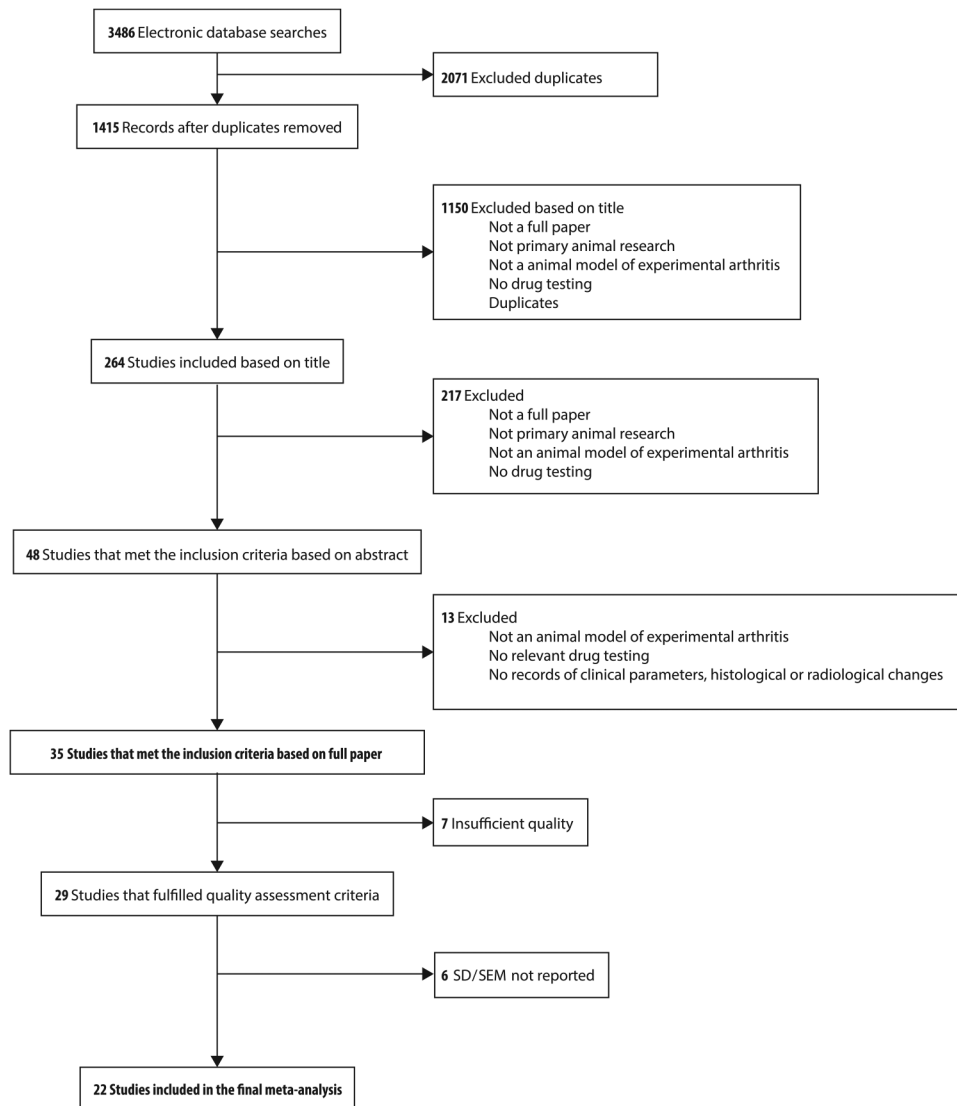 3486 Electronic database searches
2071 Excluded duplicates
1415 Records after duplicates removed
1150 Excluded based on title
Not a full paper
Not primary animal research
Not a animal model of experimental arthritis
No drug testing
Duplicates
264 Studies included based on title
217 Excluded
Not a full paper
Not primary animal research
Not an animal model of experimental arthritis
No drug testing
48 Studies that met the inclusion criteria based on abstract
13 Excluded
Not an animal model of experimental arthritis
No relevant drug testing
No records of clinical parameters, histological or radiological changes
35 Studies that met the inclusion criteria based on full paper
7 Insufficient quality
29 Studies that fulfilled quality assessment criteria
6 SD/SEM not reported
22 Studies included in the final meta-analysis